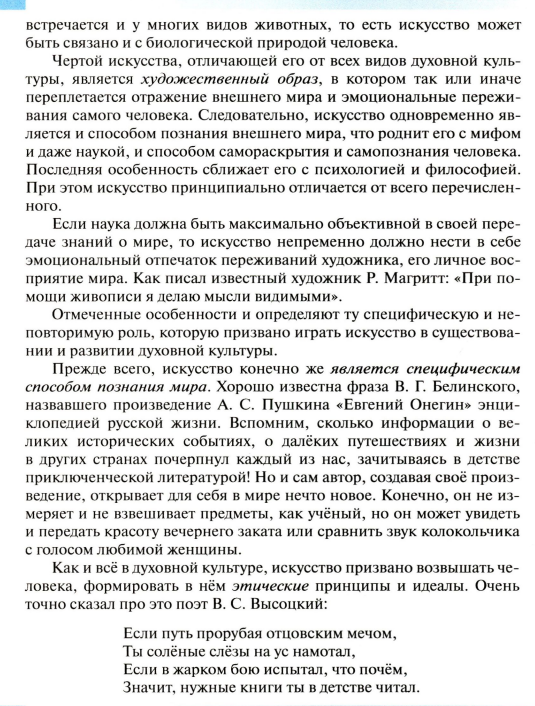 встречается и у многих видов животных, то есть искусство может
быть связано и с биологической природой человека.
Чертой искусства, отличающей его от всех видов духовной куль-
туры, является художественный образ, в котором так или иначе
переплетается отражение внешнего мира и эмоциональные пережи-
вания самого человека. Следовательно, искусство одновременно яв-
ляется и способом познания внешнего мира, что роднит его с мифом
и даже наукой, и способом самораскрытия и самопознания человека.
Последняя особенность сближает его с психологией и философией.
При этом искусство принципиально отличается от всего перечислен-
ного.
Если наука должна быть максимально объективной в своей пере-
даче знаний о мире, то искусство непременно должно нести в себе
эмоциональный отпечаток переживаний художника, его личное вос-
приятие мира. Как писал известный художник Р. Магритт: «При по-
мощи живописи я делаю мысли видимыми».
Отмеченные особенности и определяют ту специфическую и не-
повторимую роль, которую призвано играть искусство в существова-
нии и развитии духовной культуры.
Прежде всего, искусство конечно же является специфическим
способом познания мира. Хорошо известна фраза В. Г. Белинского,
назвавшего произведение А. С. Пушкина «Евгений Онегин» энци-
клопедией русской жизни. Вспомним, сколько информации о ве-
ликих исторических событиях, о далёких путешествиях и жизни
в других странах почерпнул каждый из нас, зачитываясь в детстве
приключенческой литературой! Но и сам автор, создавая своё произ-
ведение, открывает для себя в мире нечто новое. Конечно, он не из-
меряет и не взвешивает предметы, как учёный, но он может увидеть
и передать красоту вечернего заката или сравнить звук колокольчика
с голосом любимой женщины.
Как и всё в духовной культуре, искусство призвано возвышать че-
ловека, формировать в нём этические принципы и идеалы. Очень
точно сказал про это поэт В. С. Высоцкий:
Если путь прорубая отцовским мечом,
Ты солёные слёзы на ус намотал,
Если в жарком бою испытал, что почём,
Значит, нужные книги ты в детстве читал.